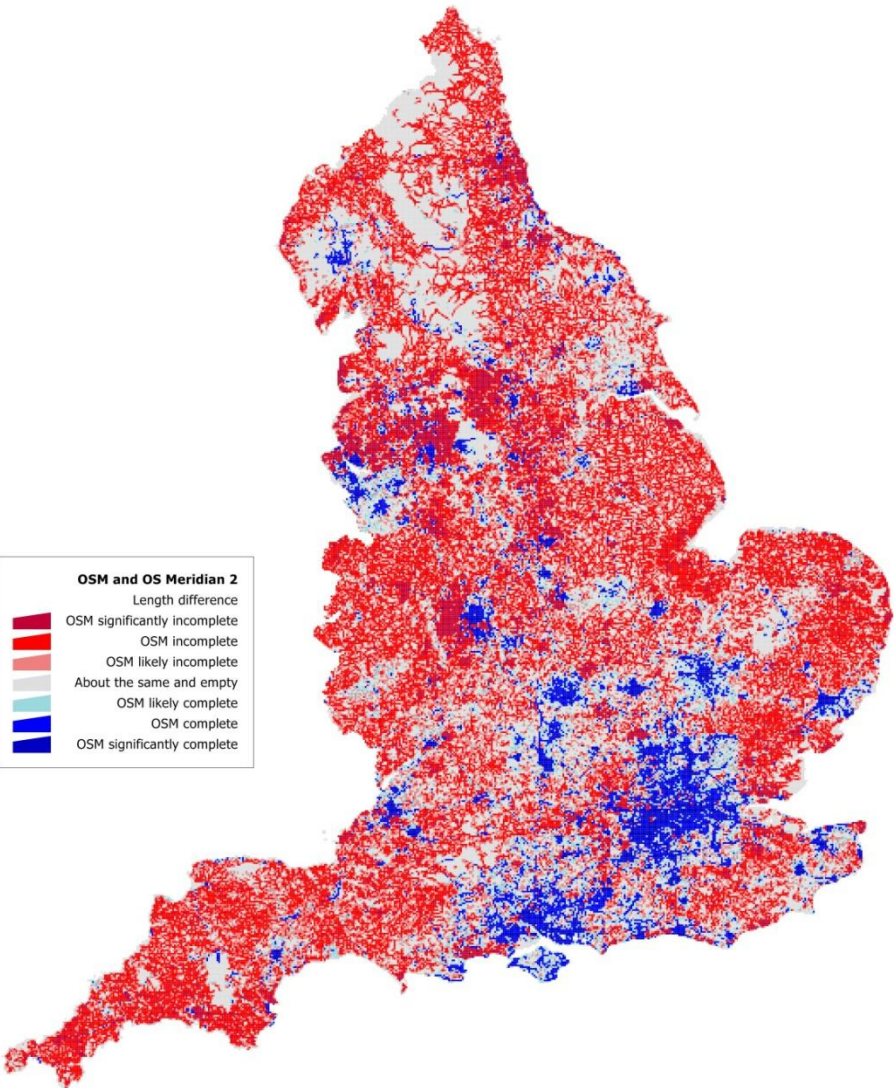 OSM and OS Meridian 2
Length difference
OSM significantly incomplete
OSM incomplete
OSM likely incomplete
About the same and empty
OSM likely complete
OSM complete
OSM significantly complete